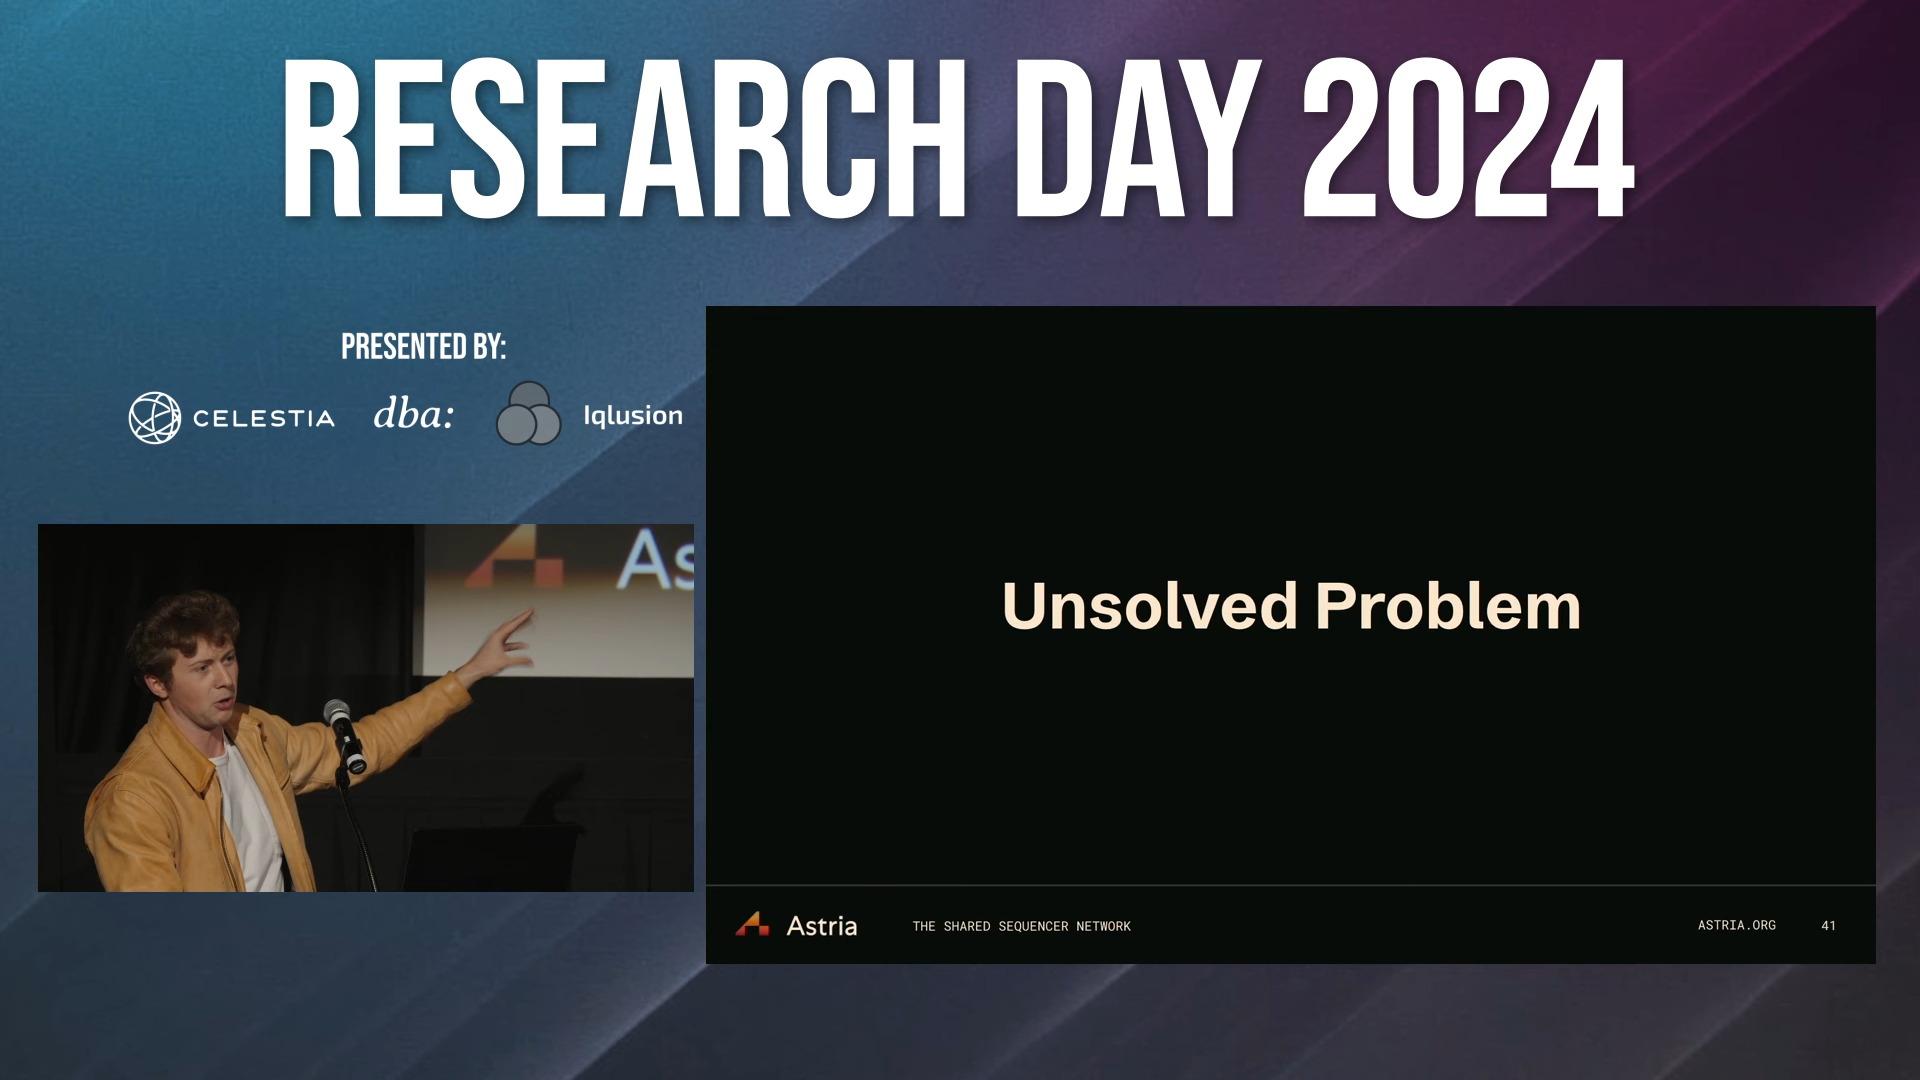 RESEARCH DAY 2024
PRESENTED BY:
CELESTIA
dba:
Iqlusion
As
Unsolved Problem
Astria
THE SHARED SEQUENCER NETWORK
ASTRIA.ORG
41